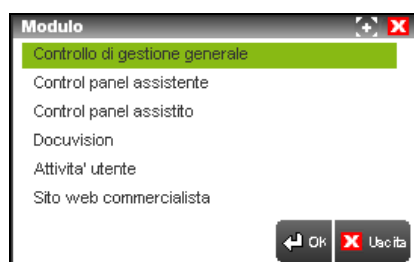 Modulo
Controllo di gestione generale
Control panel assistente
Control panel assistito
Docuvision
Attivita' utente
Sito web commercialista
Ok Uscita